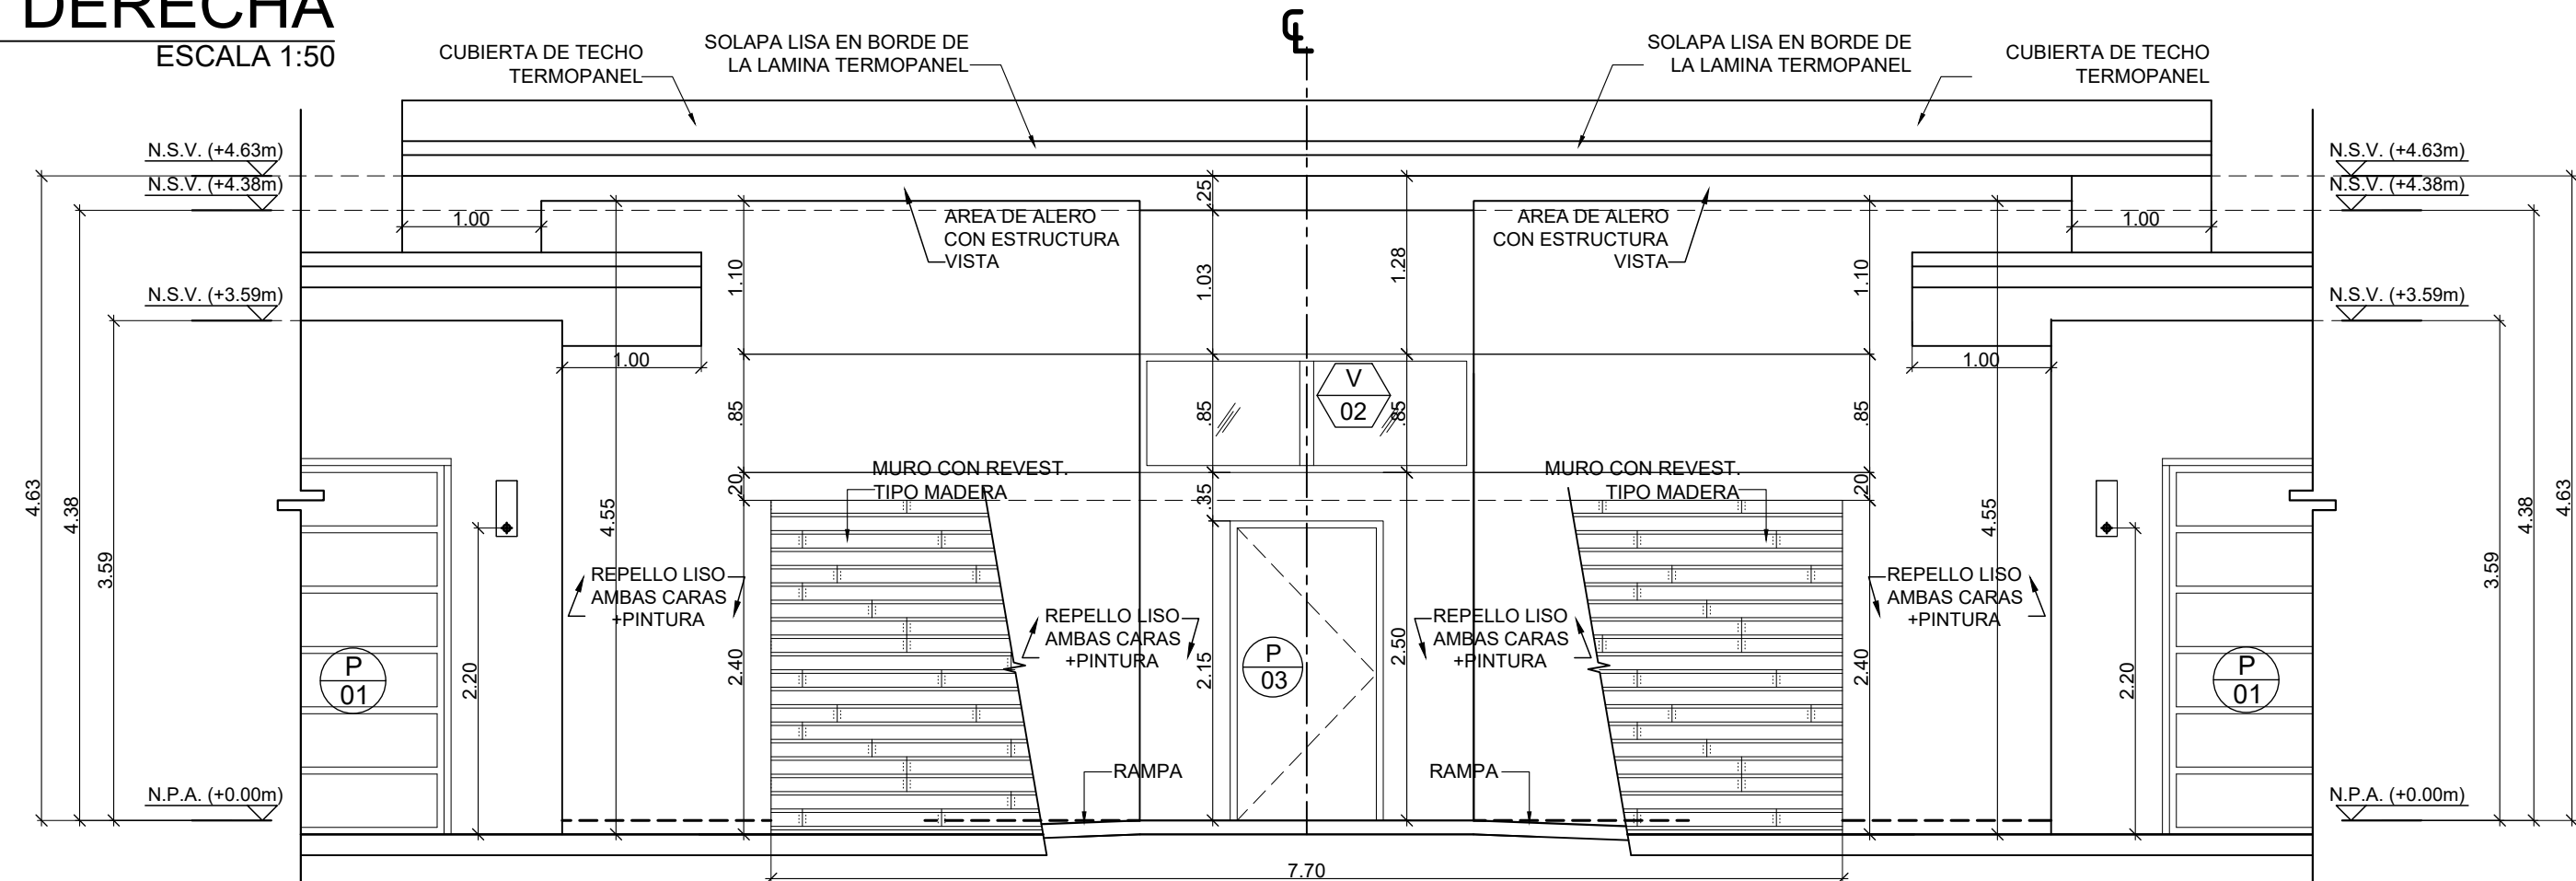 DERECHA
ESCALA 1:50
CUBIERTA DE TECHO
TERMOPANEL
SOLAPA LISA EN BORDE DE
LA LAMINA TERMOPANEL
SOLAPA LISA EN BORDE DE
LA LAMINA TERMOPANEL
CUBIERTA DE TECHO
TERMOPANEL
N.S.V. (+4.63m)
N.S.V. (+4.38m)
N.S.V. (+3.59m)
N.P.A. (+0.00m)
4.63
4.38
3.59
1.00
1.00
P
01
2.20
4.55
REPELLO LISO
AMBAS CARAS
+PINTURA
1.10
.85
.20
2.40
AREA DE ALERO
CON ESTRUCTURA
VISTA
MURO CON REVEST.
TIPO MADERA
REPELLO LISO
AMBAS CARAS
+PINTURA
RAMPA
.25
1.03
.85
.35
2.15
P
03
V
02
1.28
.85
2.50
AREA DE ALERO
CON ESTRUCTURA
VISTA
MURO CON REVEST.
TIPO MADERA
REPELLO LISO
AMBAS CARAS
+PINTURA
RAMPA
1.10
.85
.20
2.40
REPELLO LISO
AMBAS CARAS
+PINTURA
4.55
1.00
1.00
2.20
P
01
N.S.V. (+4.63m)
N.S.V. (+4.38m)
N.S.V. (+3.59m)
N.P.A. (+0.00m)
3.59
4.38
4.63
7.70